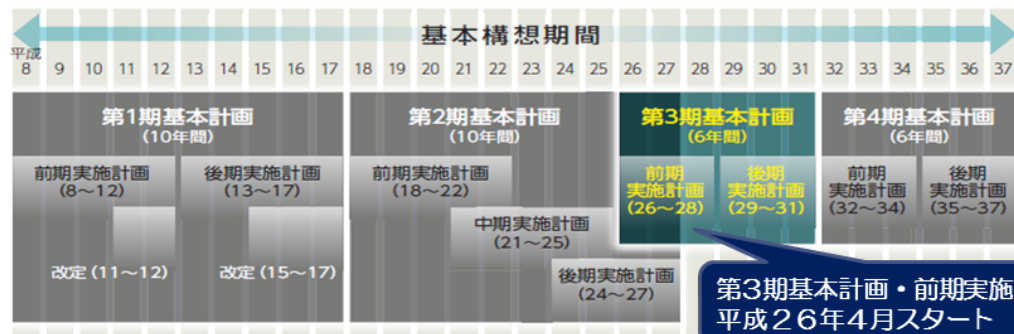 基本構想期間
平成
8 9 10 11 12 13 14 15 16 17 18 19 20 21 22 23 24 25 26 27 28 29 30 31 32 33 34 35 36 37
第1期基本計画
(10年間)
第2期基本計画
(10年間)
第3期基本計画
(6年間)
第4期基本計画
(6年間)
前期実施計画
(8～12)
後期実施計画
(13～17)
前期実施計画
(18～22)
前期
実施計画
(26～28)
後期
実施計画
(29～31)
前期
実施計画
(32～34)
後期
実施計画
(35～37)
中期実施計画
(21～25)
改定(11～12)
改定(15～17)
後期実施計画
(24～27)
第3期基本計画・前期実施
平成26年4月スタート